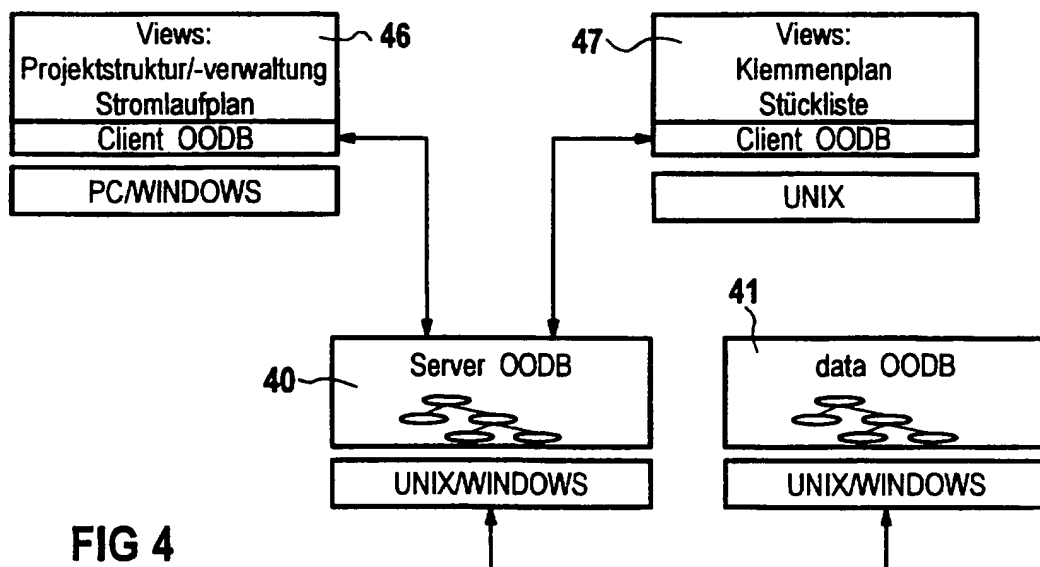 Views:
Projektstruktur/-verwaltung
Stromlaufplan
Client OODB
PC/WINDOWS
46
47
Views:
Klemmenplan
Stückliste
Client OODB
UNIX
40
Server OODB
UNIX/WINDOWS
41
data OODB
UNIX/WINDOWS
FIG 4